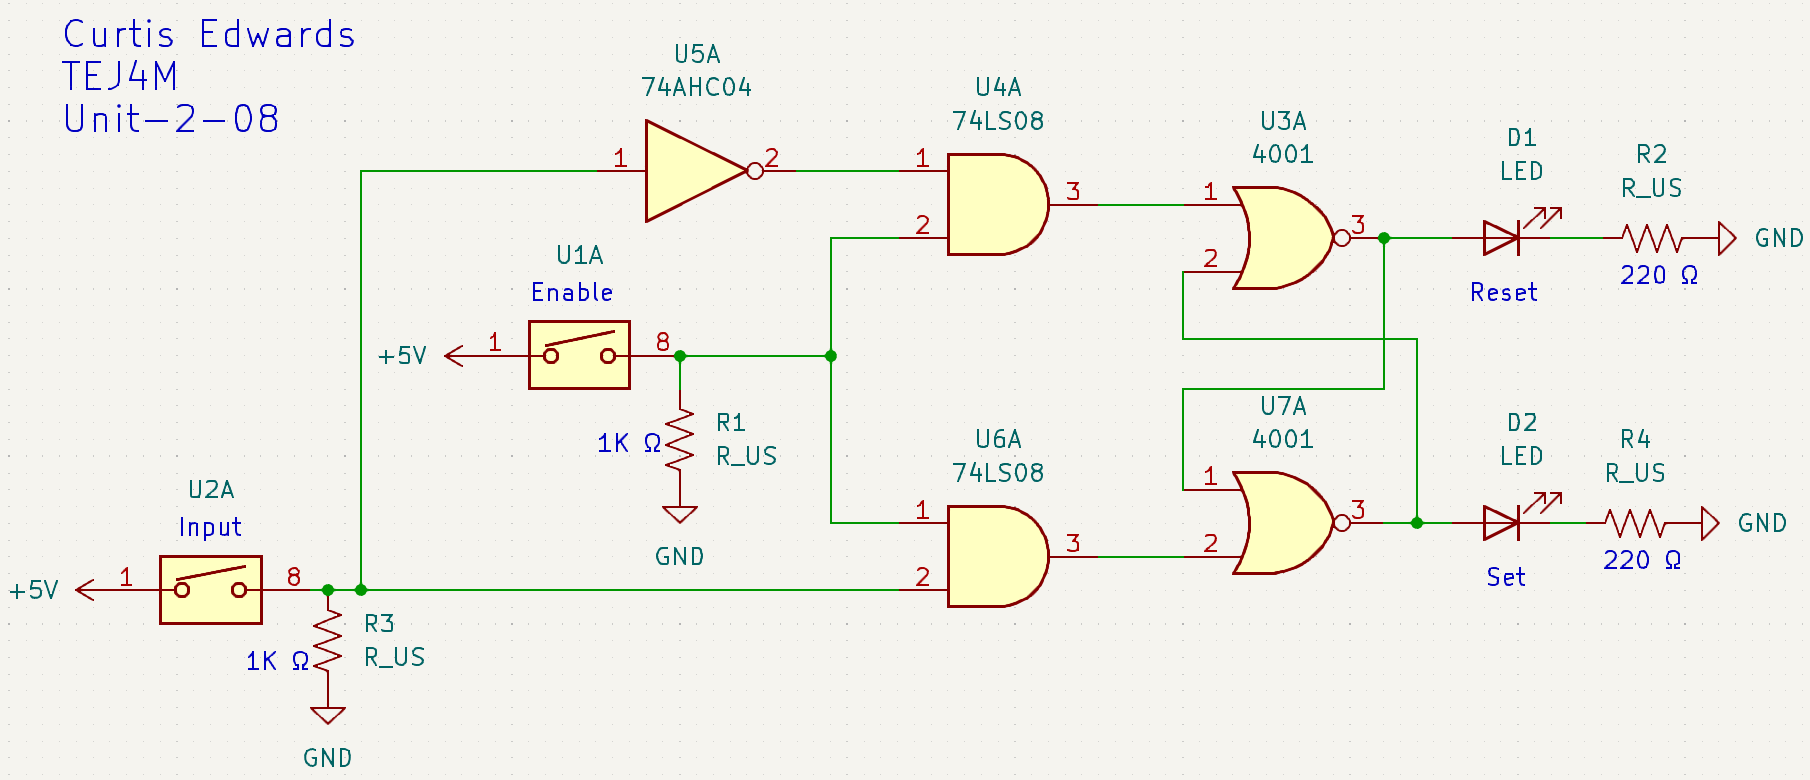 Curtis Edwards
TEJ4M
Unit-2-08
U5A
74AHC04
1
2
U4A
74LS08
1
2
3
U3A
4001
1
2
3
D1
LED
Reset
R2
R_US
220 Ω
GND
U1A
Enable
+5V
1
8
1K Ω
R1
R_US
GND
U6A
74LS08
1
2
3
U7A
4001
1
2
3
D2
LED
Set
R4
R_US
220 Ω
GND
U2A
Input
+5V
1
8
1K Ω
R3
R_US
GND